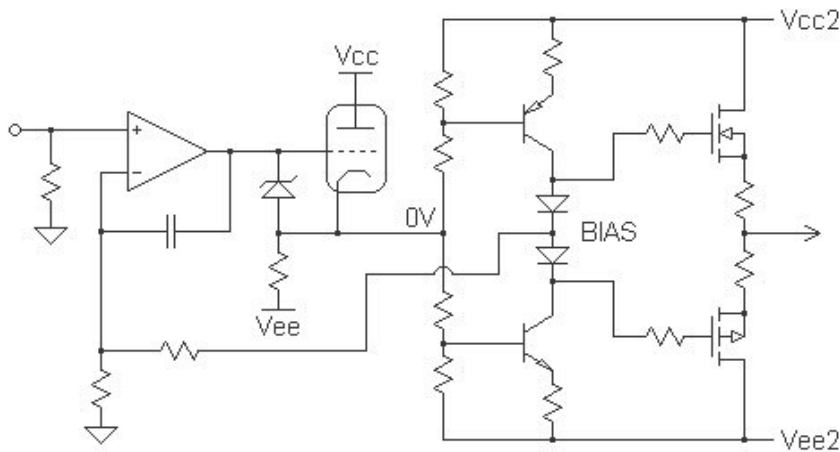 Vcc2
Vcc
+
−
0V
BIAS
Vee
Vee2